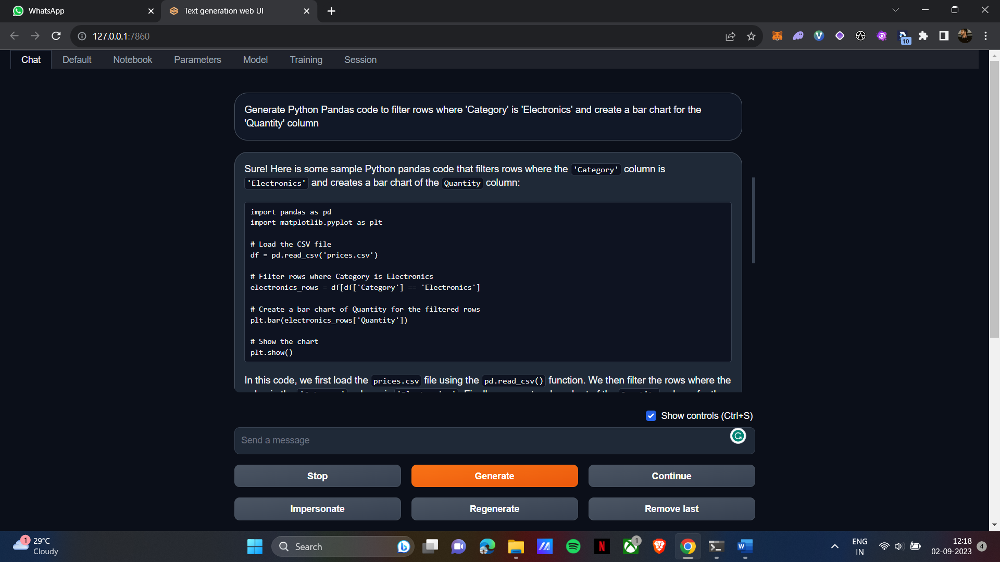 WhatsApp
Text generation web UI
127.0.0.1:7860
10
Chat Default Notebook Parameters Model Training Session
Generate Python Pandas code to filter rows where 'Category' is 'Electronics' and create a bar chart for the
'Quantity' column
Sure! Here is some sample Python pandas code that filters rows where the 'Category' column is
'Electronics' and creates a bar chart of the Quantity column:
import pandas as pd
import matplotlib.pyplot as plt
# Load the CSV file
df = pd.read_csv('prices.csv')
# Filter rows where Category is Electronics
electronics_rows = df[df['Category'] == 'Electronics']
# Create a bar chart of Quantity for the filtered rows
plt.bar(electronics_rows['Quantity'])
# Show the chart
plt.show()
In this code, we first load the prices.csv file using the pd.read_csv() function. We then filter the rows where the
Show controls (Ctrl+S)
Send a message
Stop Generate Continue
Impersonate Regenerate Remove last
1
29°C
Cloudy
Search
1
ENG
IN
12:18
02-09-2023
4